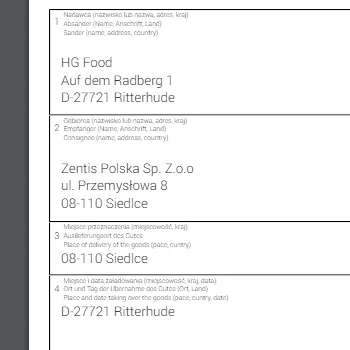 1 Nadawca (nazwisko lub nazwa, adres, kraj)
Absander (Name, Anschrift, Land)
Sander (name, address, country)
HG Food
Auf dem Radberg 1
D-27721 Ritterhude
2 Odbiorca (nazwisko lub nazwa, adres, kraj)
Empfanger (Name, Anschrift, Land)
Consignee (name, address, country)
Zentis Polska Sp. Z.o.o
ul. Przemysłowa 8
08-110 Siedlce
3 Miejsce przeznaczenia (miejscowość, kraj)
Auslieferungsort des Gutes
Place of delivery of the goods (pace, cuntry)
08-110 Siedlce
4 Miejsce i data załadowania (miejscowość, kraj, data)
Ort und Tag der Ubernahme des Gutes (Ort, Land)
Place and date taking over the goods (pace, cuntry, date)
D-27721 Ritterhude